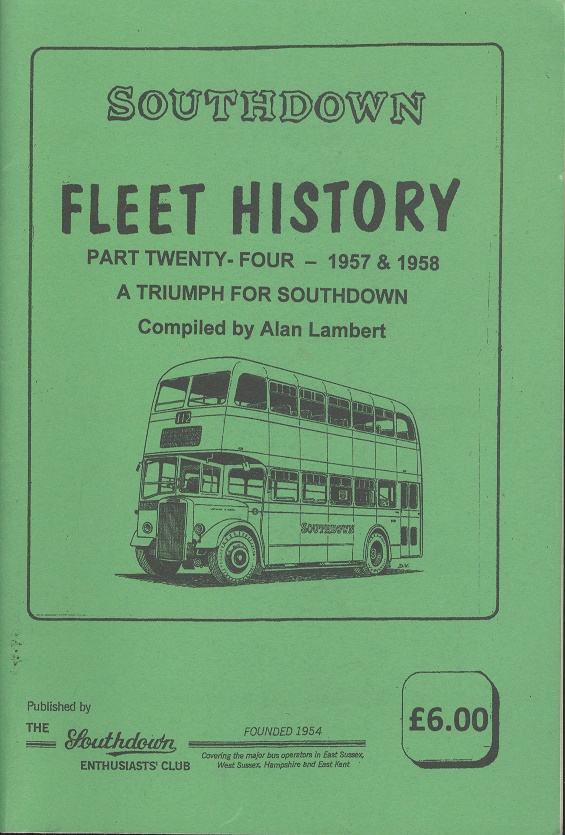 SOUTHDOWN
FLEET HISTORY
PART TWENTY-FOUR – 1957 & 1958
A TRIUMPH FOR SOUTHDOWN
Compiled by Alan Lambert
112
SOUTHDOWN
£6.00
Published by
THE
Southdown
ENTHUSIASTS' CLUB
FOUNDED 1954
Covering the major bus operators in East Sussex,
West Sussex, Hampshire and East Kent